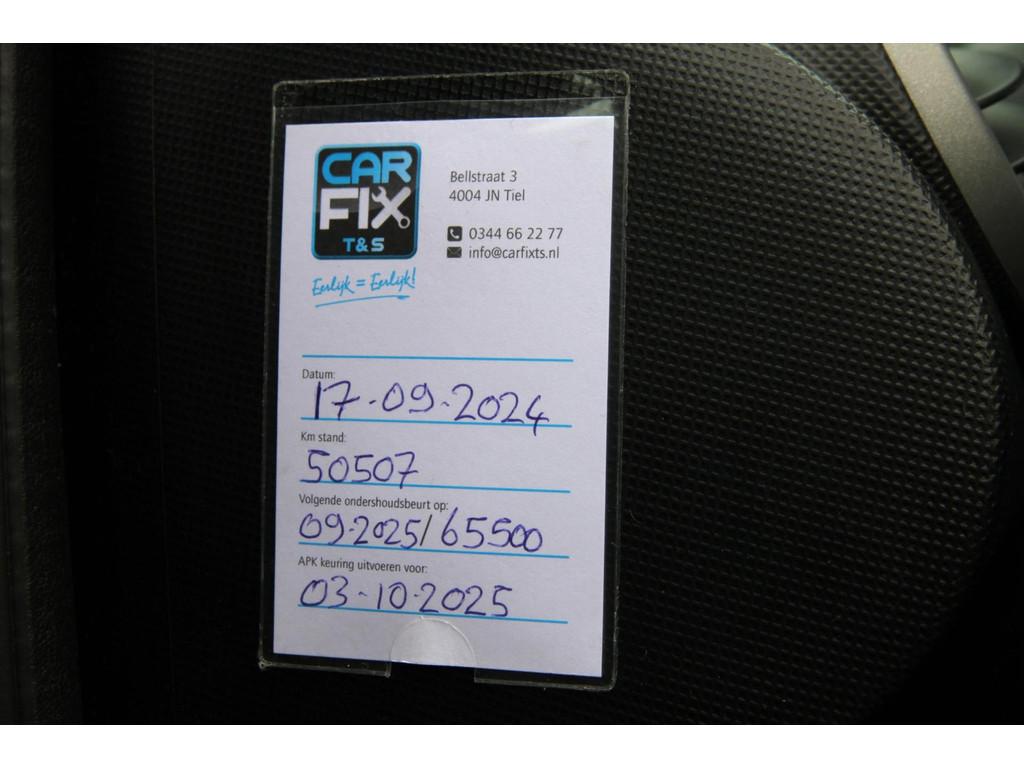 CAR
FIX
T&S
Eerlijk = Eerlijk!
Bellstraat 3
4004 JN Tiel
0344 66 22 77
info@carfixts.nl
Datum:
17-09-2024
Km stand:
50507
Volgende ondershoudsbeurt op:
09-2025/65500
APK keuring uitvoeren voor:
03-10-2025